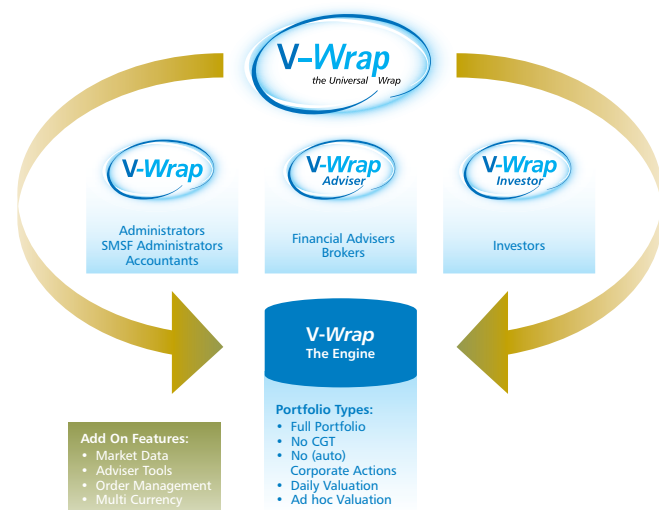 V–Wrap
the Universal Wrap
V-Wrap
V-Wrap
Adviser
V-Wrap
Investor
Administrators
SMSF Administrators
Accountants
Financial Advisers
Brokers
Investors
V-Wrap
The Engine
Portfolio Types:
• Full Portfolio
• No CGT
• No (auto)
Corporate Actions
• Daily Valuation
• Ad hoc Valuation
Add On Features:
• Market Data
• Adviser Tools
• Order Management
• Multi Currency